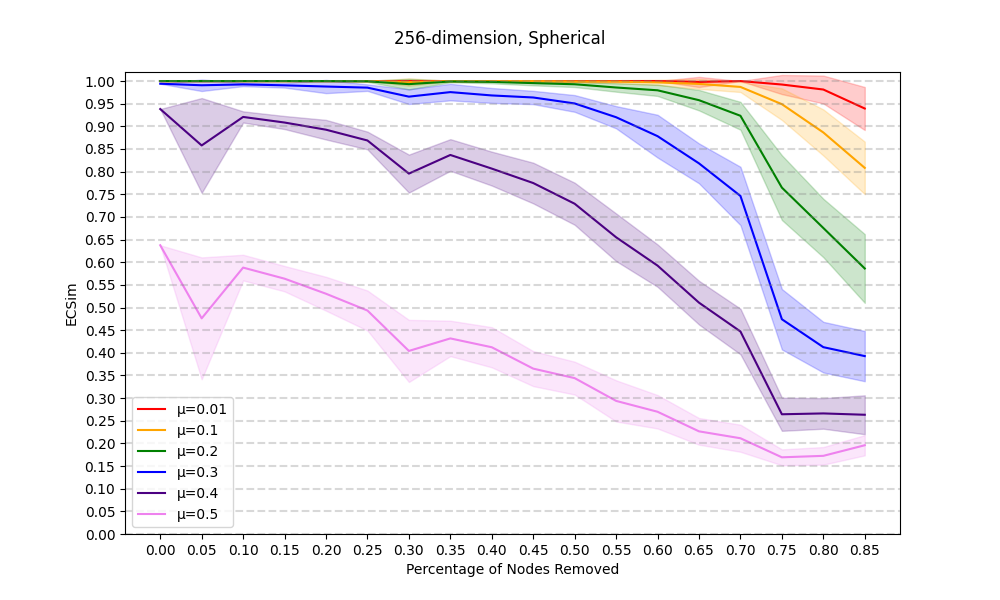 256-dimension, Spherical
1.00
0.95
0.90
0.85
0.80
0.75
0.70
0.65
0.60
0.55
0.50
0.45
0.40
0.35
0.30
0.25
0.20
0.15
0.10
0.05
0.00
ECSim
μ=0.01
μ=0.1
μ=0.2
μ=0.3
μ=0.4
μ=0.5
0.00 0.05 0.10 0.15 0.20 0.25 0.30 0.35 0.40 0.45 0.50 0.55 0.60 0.65 0.70 0.75 0.80 0.85
Percentage of Nodes Removed